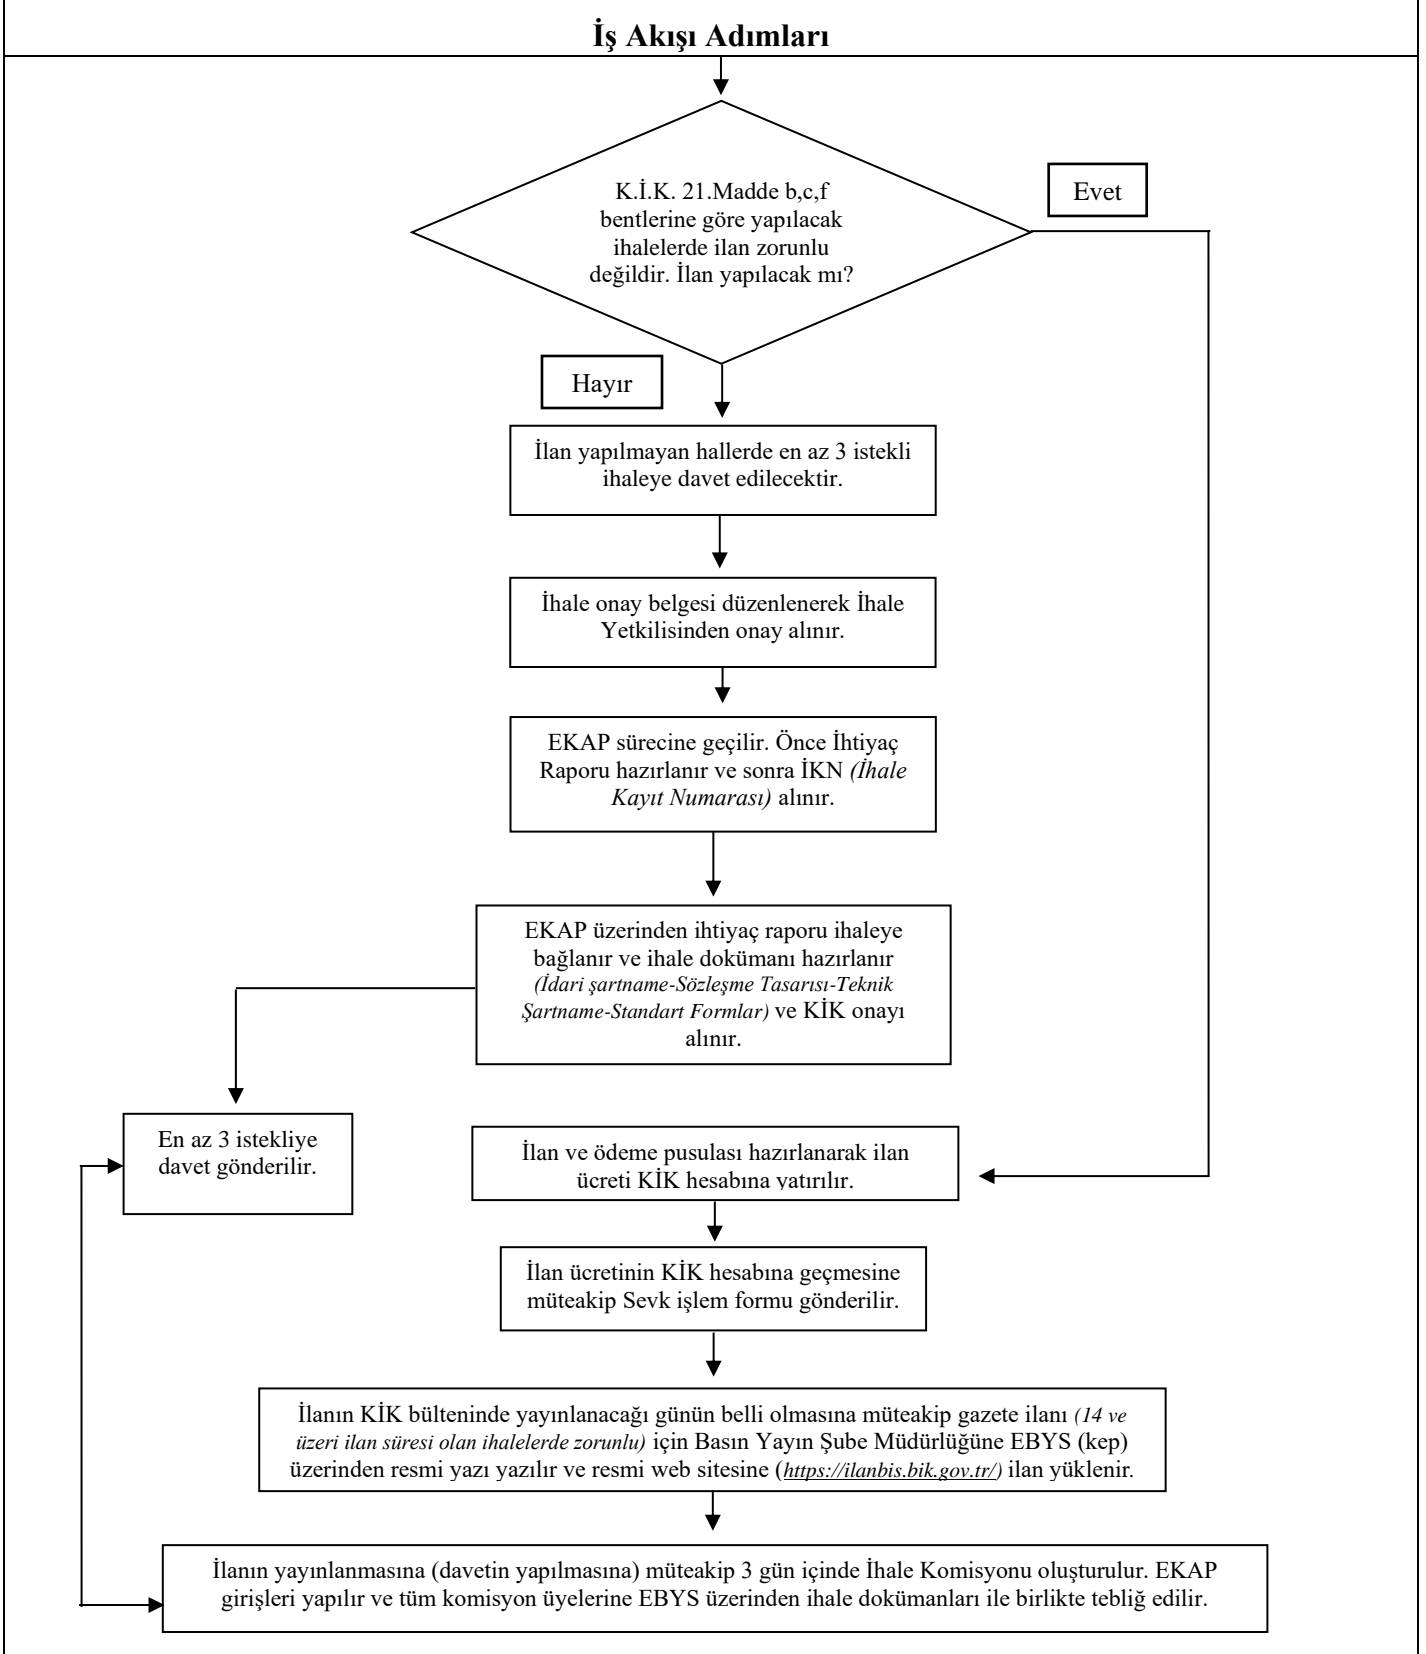 İş Akışı Adımları
K.İ.K. 21.Madde b,c,f
bentlerine göre yapılacak
ihalelerde ilan zorunlu
değildir. İlan yapılacak mı?
Evet
Hayır
İlan yapılmayan hallerde en az 3 istekli
ihaleye davet edilecektir.
İhale onay belgesi düzenlenerek İhale
Yetkilisinden onay alınır.
EKAP sürecine geçilir. Önce İhtiyaç
Raporu hazırlanır ve sonra İKN (İhale
Kayıt Numarası) alınır.
EKAP üzerinden ihtiyaç raporu ihaleye
bağlanır ve ihale dokümanı hazırlanır
(İdari şartname-Sözleşme Tasarısı-Teknik
Şartname-Standart Formlar) ve KİK onayı
alınır.
En az 3 istekliye
davet gönderilir.
İlan ve ödeme pusulası hazırlanarak ilan
ücreti KİK hesabına yatırılır.
İlan ücretinin KİK hesabına geçmesine
müteakip Sevk işlem formu gönderilir.
İlanın KİK bülteninde yayınlanacağı günün belli olmasına müteakip gazete ilanı (14 ve
üzeri ilan süresi olan ihalelerde zorunlu) için Basın Yayın Şube Müdürlüğüne EBYS (kep)
üzerinden resmi yazı yazılır ve resmi web sitesine (https://ilanbis.bik.gov.tr/) ilan yüklenir.
İlanın yayınlanmasına (davetin yapılmasına) müteakip 3 gün içinde İhale Komisyonu oluşturulur. EKAP
girişleri yapılır ve tüm komisyon üyelerine EBYS üzerinden ihale dokümanları ile birlikte tebliğ edilir.